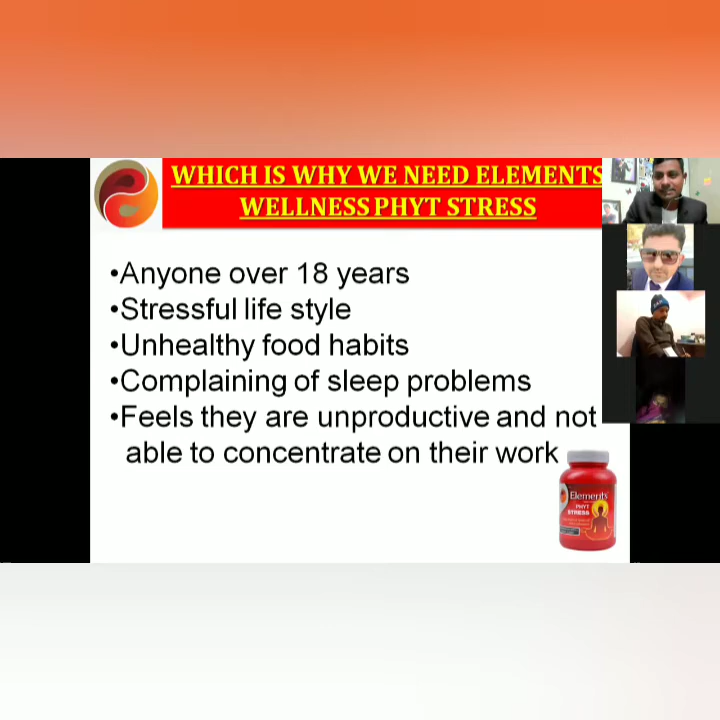 WHICH IS WHY WE NEED ELEMENTS
WELLNESS PHYT STRESS
•Anyone over 18 years
•Stressful life style
•Unhealthy food habits
•Complaining of sleep problems
•Feels they are unproductive and not
able to concentrate on their work
Elements
PHYT
STRESS